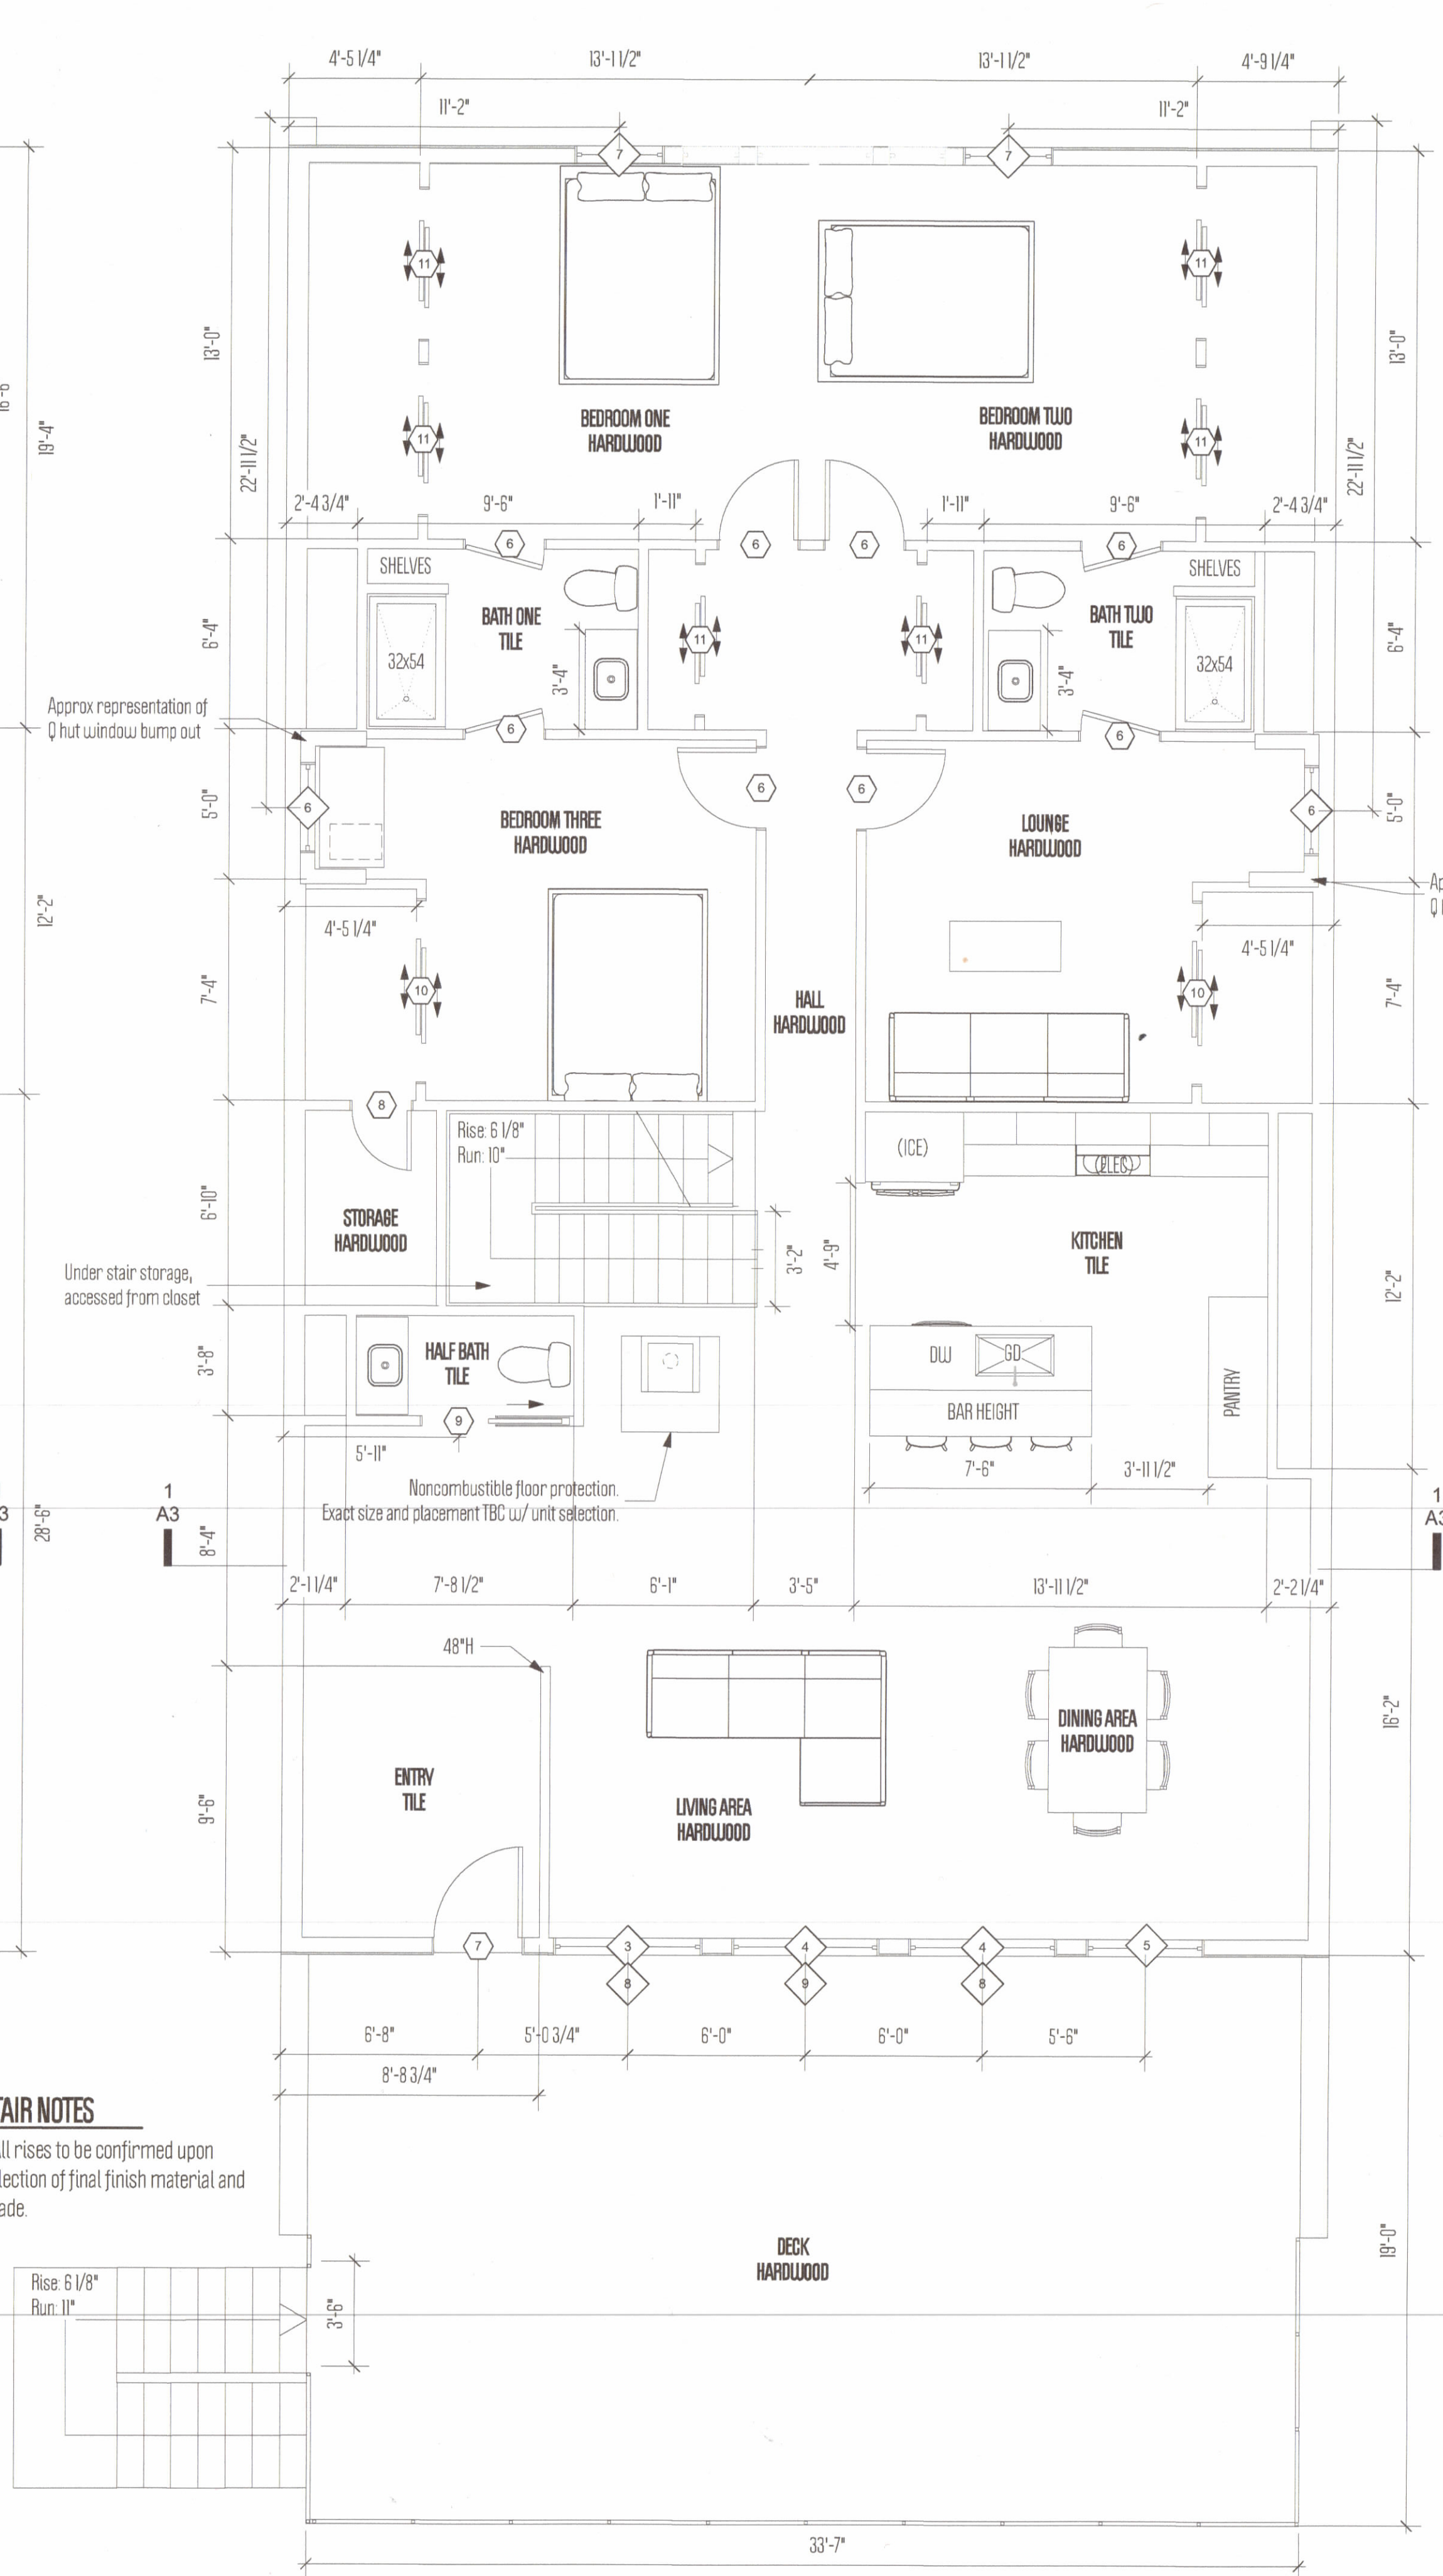 4'-5 1/4"
13'-1 1/2"
13'-1 1/2"
4'-9 1/4"
11'-2"
11'-2"
7
7
11
11
13'-0"
13'-0"
19'-4"
22'-11 1/2"
22'-11 1/2"
BEDROOM ONE
HARDWOOD
BEDROOM TWO
HARDWOOD
11
11
2'-4 3/4"
9'-6"
1'-11"
1'-11"
9'-6"
2'-4 3/4"
6
6
6
6
SHELVES
SHELVES
BATH ONE
TILE
BATH TWO
TILE
6'-4"
6'-4"
11
11
32x54
32x54
3'-4"
3'-4"
Approx representation of
Q hut window bump out
6
6
6
6
5'-0"
6
6
5'-0"
BEDROOM THREE
HARDWOOD
LOUNGE
HARDWOOD
12'-2"
4'-5 1/4"
4'-5 1/4"
7'-4"
10
10
7'-4"
HALL
HARDWOOD
8
Rise: 6 1/8"
Run: 10"
(ICE)
ELEC
6'-10"
STORAGE
HARDWOOD
3'-2"
4'-9"
KITCHEN
TILE
12'-2"
Under stair storage,
accessed from closet
3'-8"
HALF BATH
TILE
DW
GD
PANTRY
BAR HEIGHT
9
5'-11"
7'-6"
3'-11 1/2"
Noncombustible floor protection.
Exact size and placement TBC w/ unit selection.
1
A3
1
28'-6"
8'-4"
2'-1 1/4"
7'-8 1/2"
6'-1"
3'-5"
13'-11 1/2"
2'-2 1/4"
48"H
16'-2"
DINING AREA
HARDWOOD
ENTRY
TILE
9'-6"
LIVING AREA
HARDWOOD
7
3
4
4
5
8
9
8
6'-8"
5'-0 3/4"
6'-0"
6'-0"
5'-6"
8'-8 3/4"
TAIR NOTES
ll rises to be confirmed upon
lection of final finish material and
ade.
DECK
HARDWOOD
19'-0"
Rise: 6 1/8"
Run: 11"
3'-6"
33'-7"